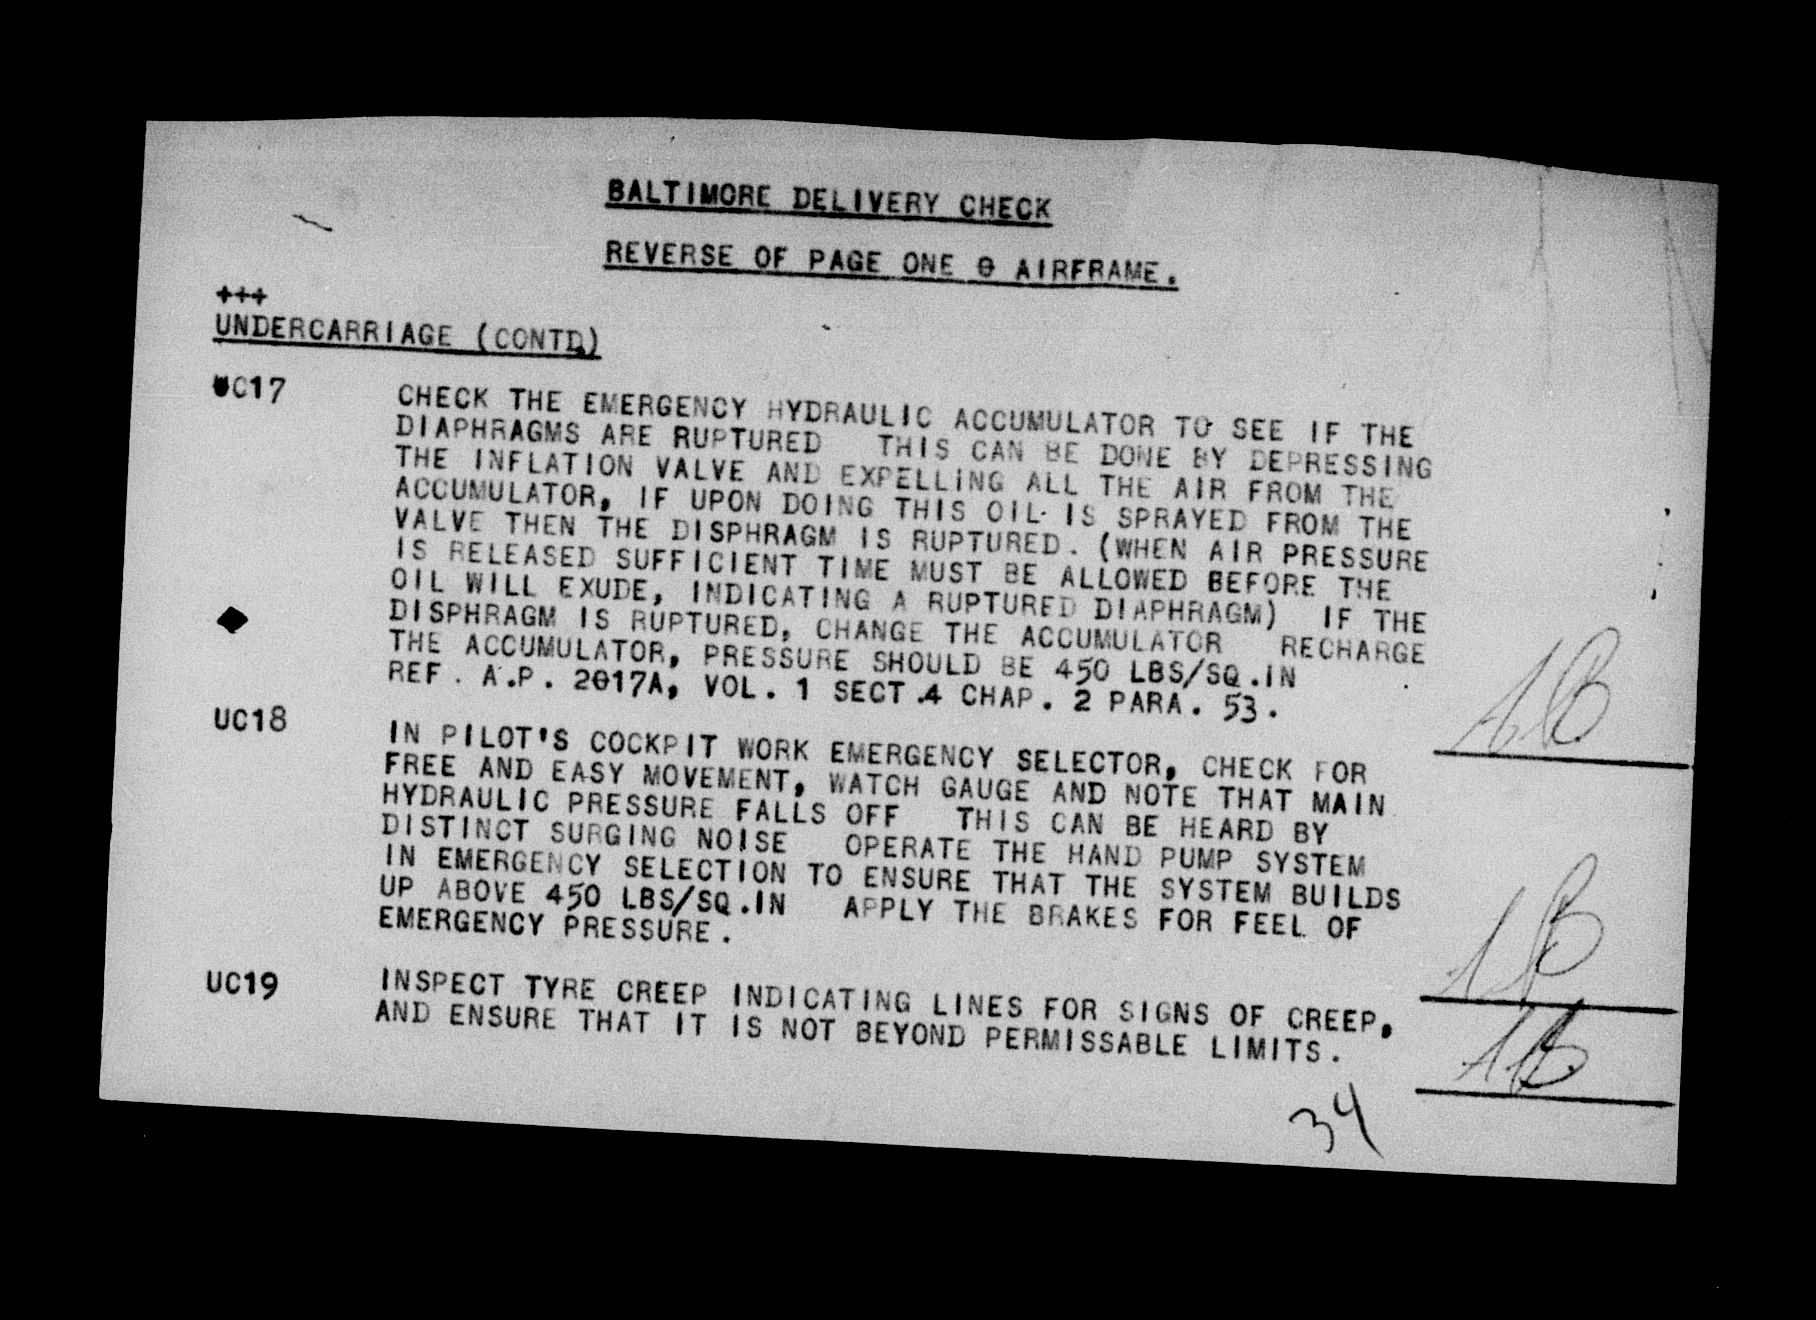 BALTIMORE DELIVERY CHECK
REVERSE OF PAGE ONE 0 AIRFRAME.
+++
UNDERCARRIAGE (CONTD)
UC17
CHECK THE EMERGENCY HYDRAULIC ACCUMULATOR TO SEE IF THE
DIAPHRAGMS ARE RUPTURED THIS CAN BE DONE BY DEPRESSING
THE INFLATION VALVE AND EXPELLING ALL THE AIR FROM THE
ACCUMULATOR, IF UPON DOING THIS OIL IS SPRAYED FROM THE
VALVE THEN THE DISPHRAGM IS RUPTURED. (WHEN AIR PRESSURE
IS RELEASED SUFFICIENT TIME MUST BE ALLOWED BEFORE THE
OIL WILL EXUDE, INDICATING A RUPTURED DIAPHRAGM) IF THE
DISPHRAGM IS RUPTURED, CHANGE THE ACCUMULATOR RECHARGE
THE ACCUMULATOR, PRESSURE SHOULD BE 450 LBS/SQ.IN
REF. A.P. 2017A, VOL. 1 SECT.4 CHAP. 2 PARA. 53.
UC18
IN PILOT'S COCKPIT WORK EMERGENCY SELECTOR, CHECK FOR
FREE AND EASY MOVEMENT, WATCH GAUGE AND NOTE THAT MAIN
HYDRAULIC PRESSURE FALLS OFF THIS CAN BE HEARD BY
DISTINCT SURGING NOISE OPERATE THE HAND PUMP SYSTEM
IN EMERGENCY SELECTION TO ENSURE THAT THE SYSTEM BUILDS
UP ABOVE 450 LBS/SQ.IN APPLY THE BRAKES FOR FEEL OF
EMERGENCY PRESSURE.
UC19
INSPECT TYRE CREEP INDICATING LINES FOR SIGNS OF CREEP,
AND ENSURE THAT IT IS NOT BEYOND PERMISSABLE LIMITS.
34